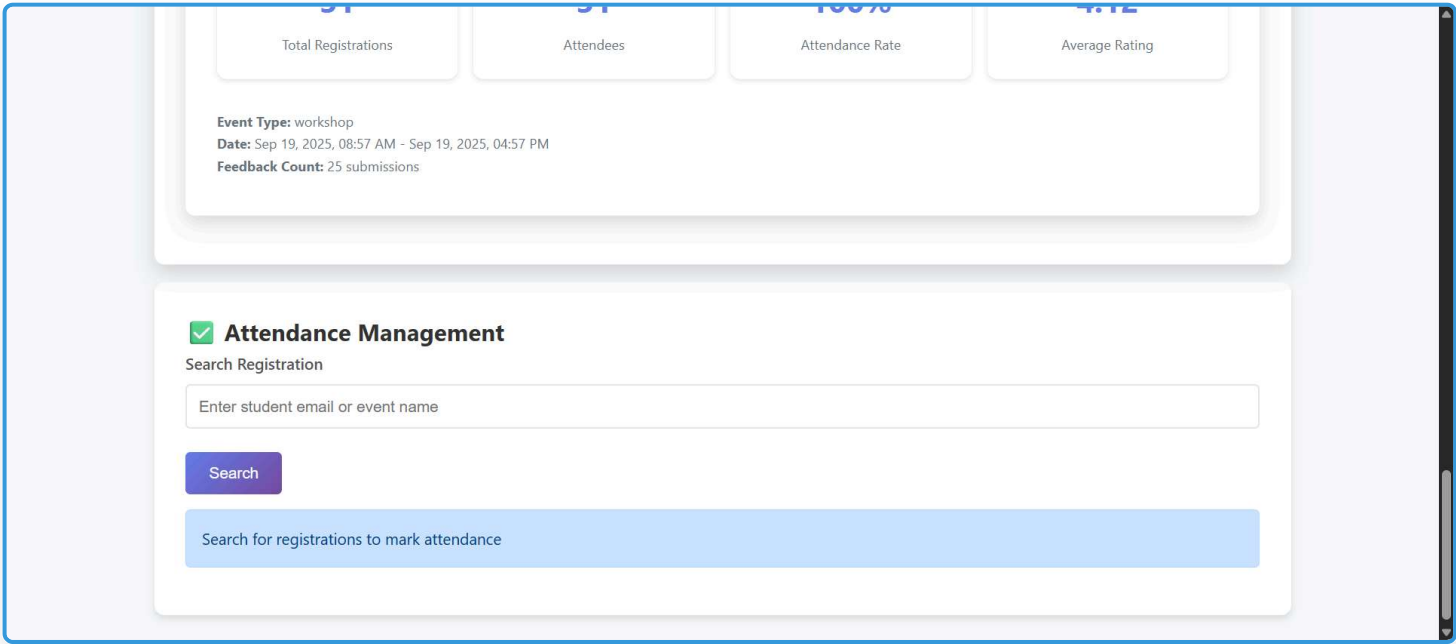 Total Registrations
Attendees
Attendance Rate
Average Rating
Event Type: workshop
Date: Sep 19, 2025, 08:57 AM - Sep 19, 2025, 04:57 PM
Feedback Count: 25 submissions
Attendance Management
Search Registration
Enter student email or event name
Search
Search for registrations to mark attendance